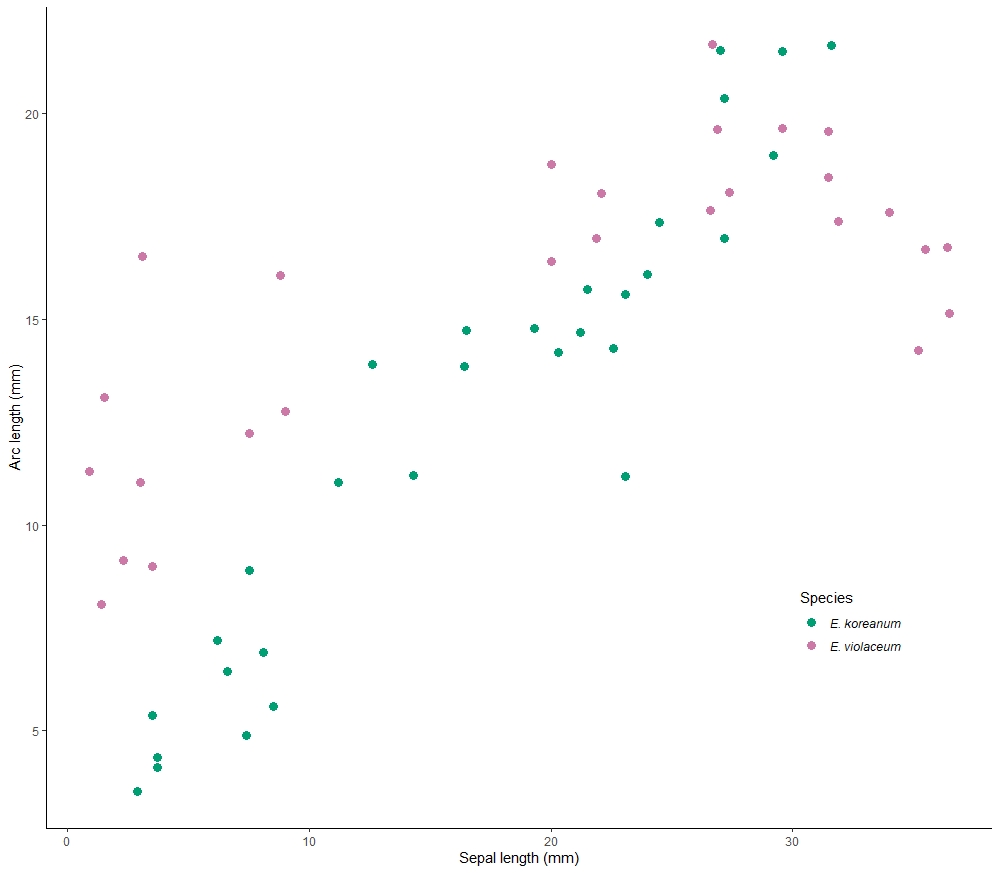 20
15
10
5
Arc length (mm)
0 10 20 30
Sepal length (mm)
Species
E. koreanum
E. violaceum